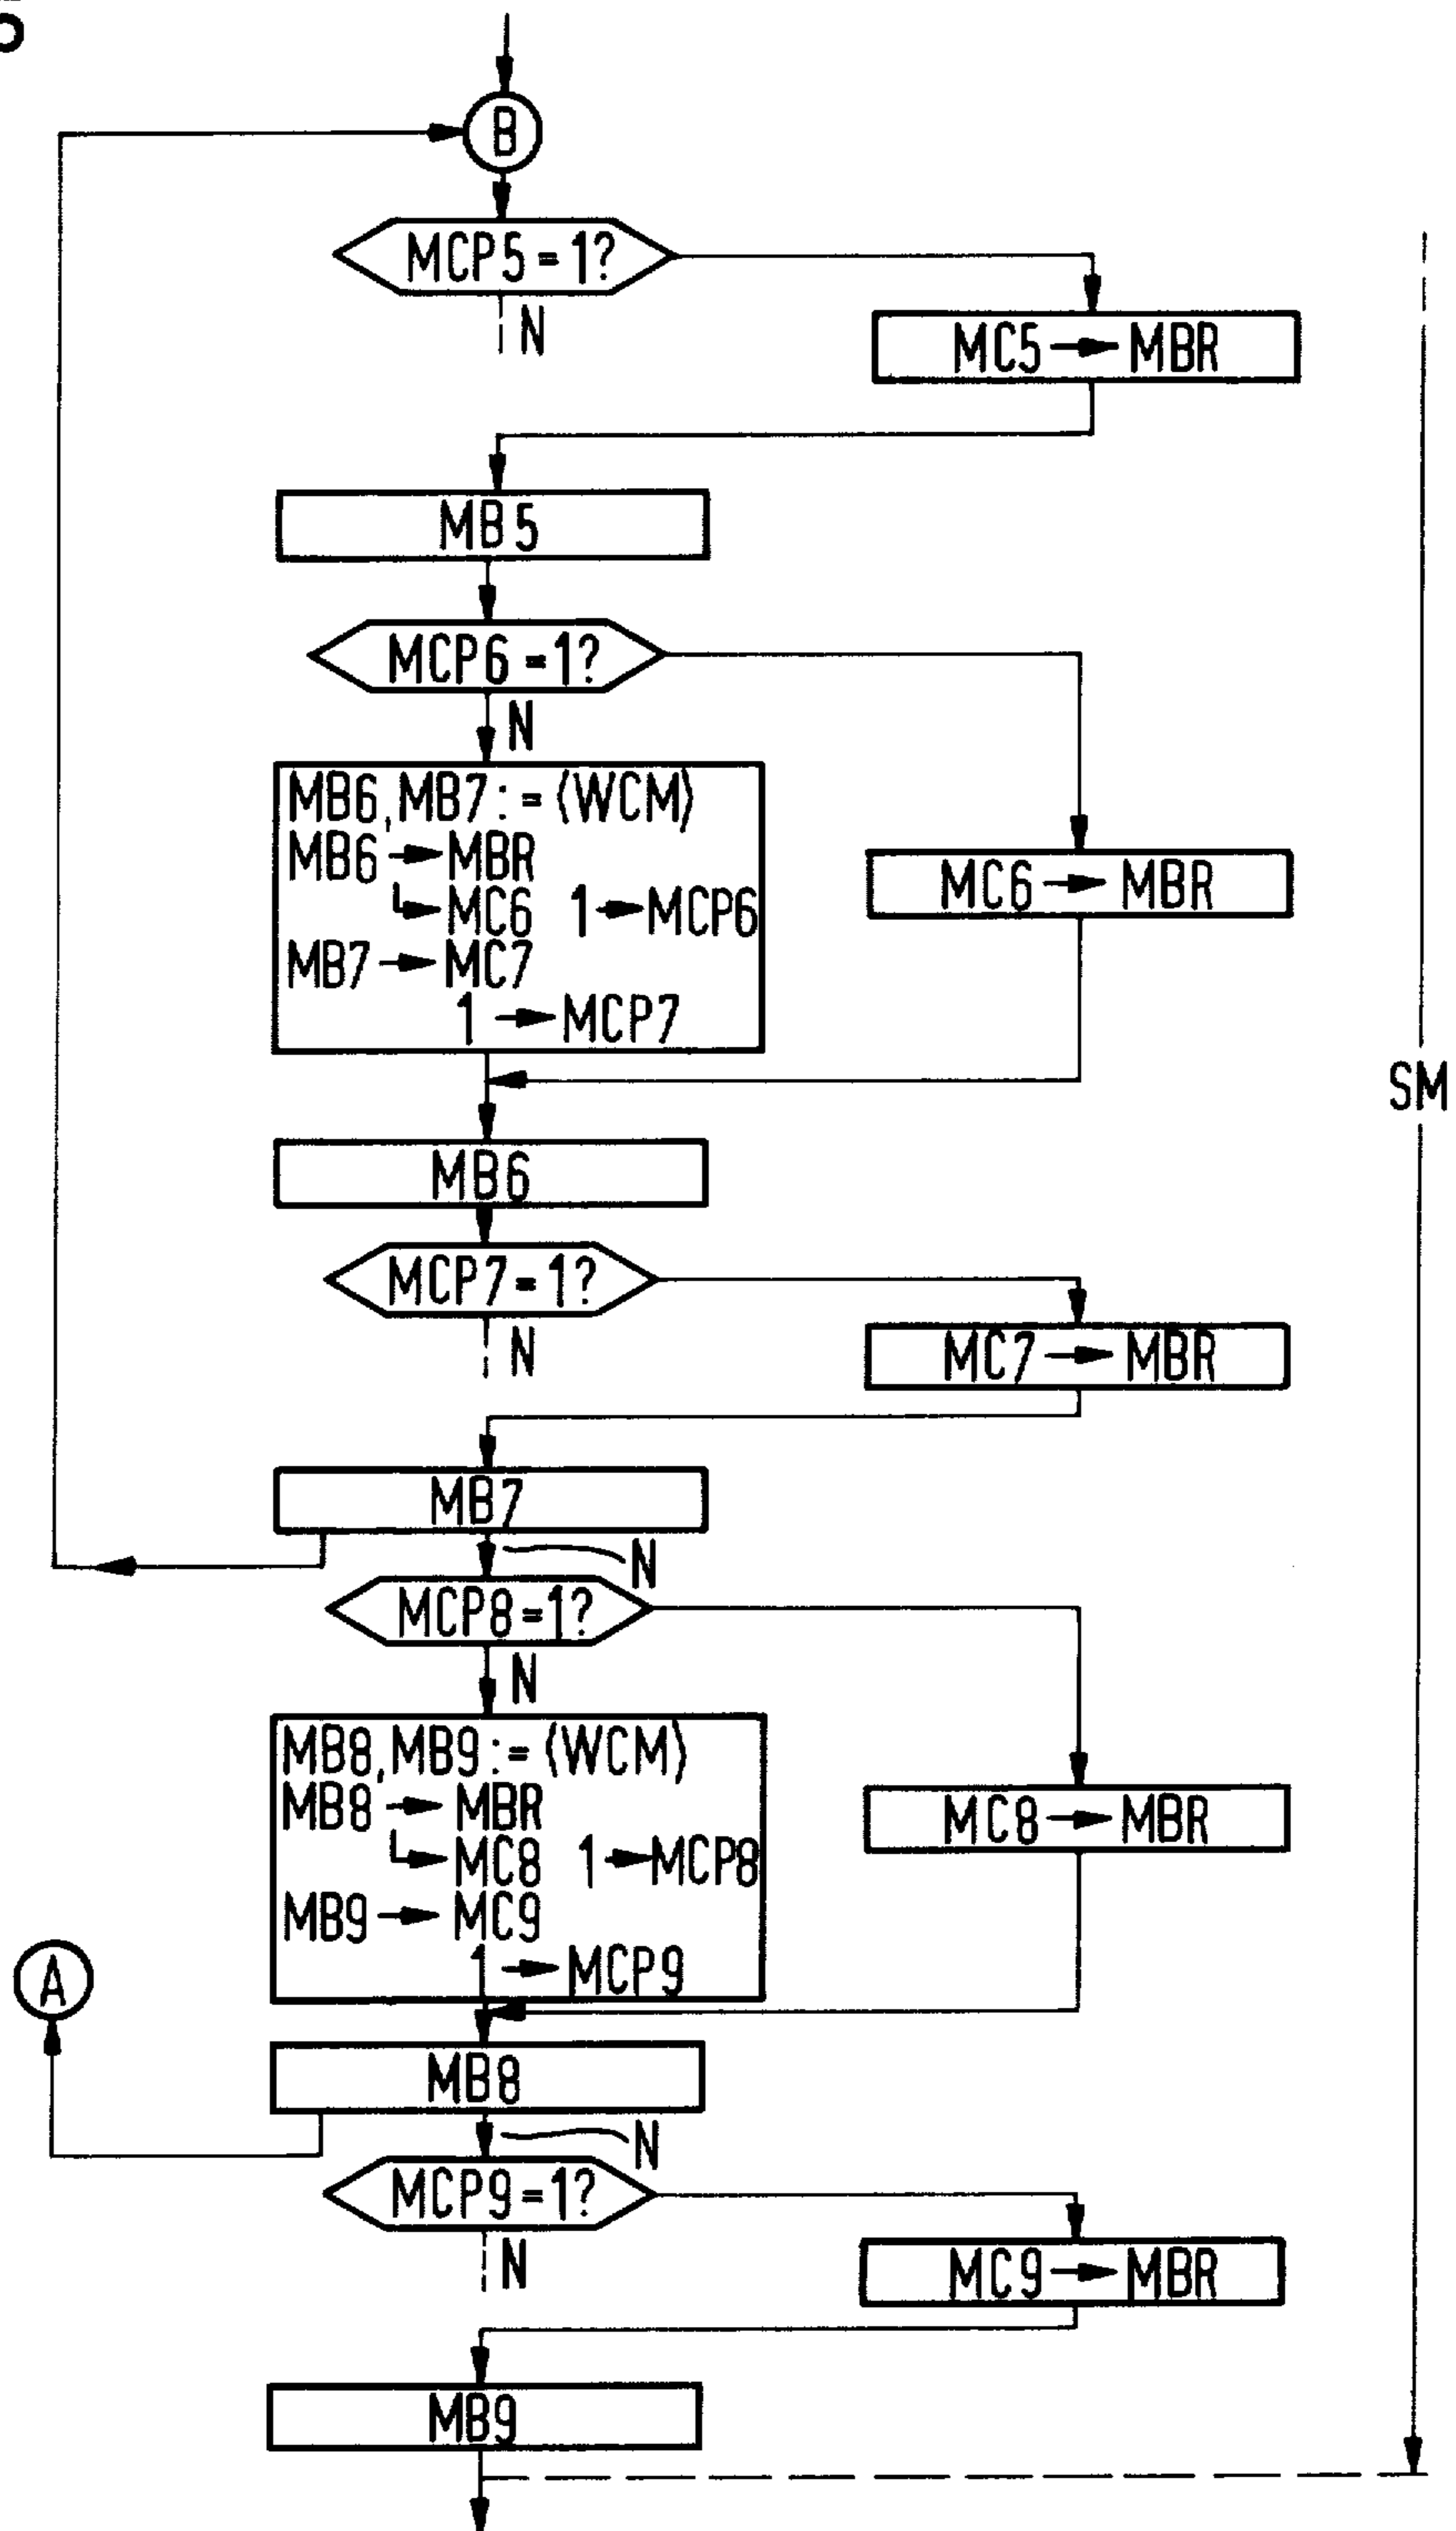 B
MCP5=1?
N
MC5→MBR
MB5
MCP6=1?
N
MB6,MB7:=⟨WCM⟩
MB6→MBR
↳MC6 1→MCP6
MB7→MC7
1→MCP7
MC6→MBR
SM
MB6
MCP7=1?
N
MC7→MBR
MB7
N
MCP8=1?
N
MB8,MB9:=⟨WCM⟩
MB8→MBR
↳MC8 1→MCP8
MB9→MC9
1→MCP9
MC8→MBR
A
MB8
N
MCP9=1?
N
MC9→MBR
MB9